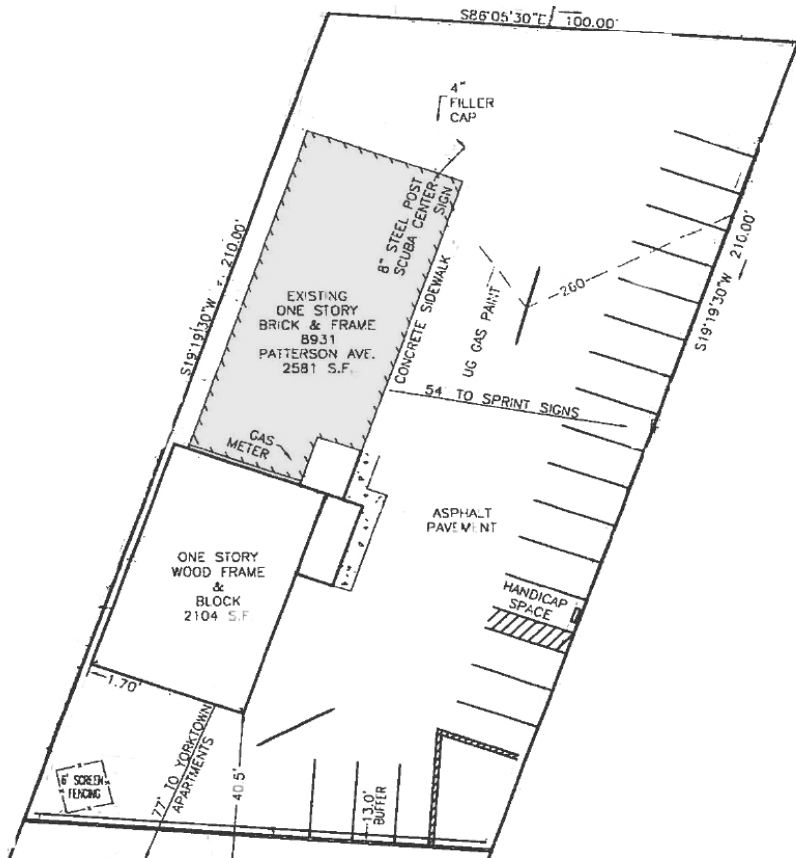 S86°05'30"E 100.00'
4"
FILLER
CAP
8" STEEL POST
SCUBA CENTER
SIGN
S19°19'30"W 210.00'
S19°19'30"W 210.00'
EXISTING
ONE STORY
BRICK & FRAME
8931
PATTERSON AVE.
2581 S.F.
CONCRETE SIDEWALK
UG GAS PAINT
260
54' TO SPRINT SIGNS
GAS
METER
ASPHALT
PAVEMENT
ONE STORY
WOOD FRAME
&
BLOCK
2104 S.F.
HANDICAP
SPACE
1.70'
77' TO YORKTOWN
APARTMENTS
40.5'
6' SCREEN
FENCING
13.0'
BUFFER